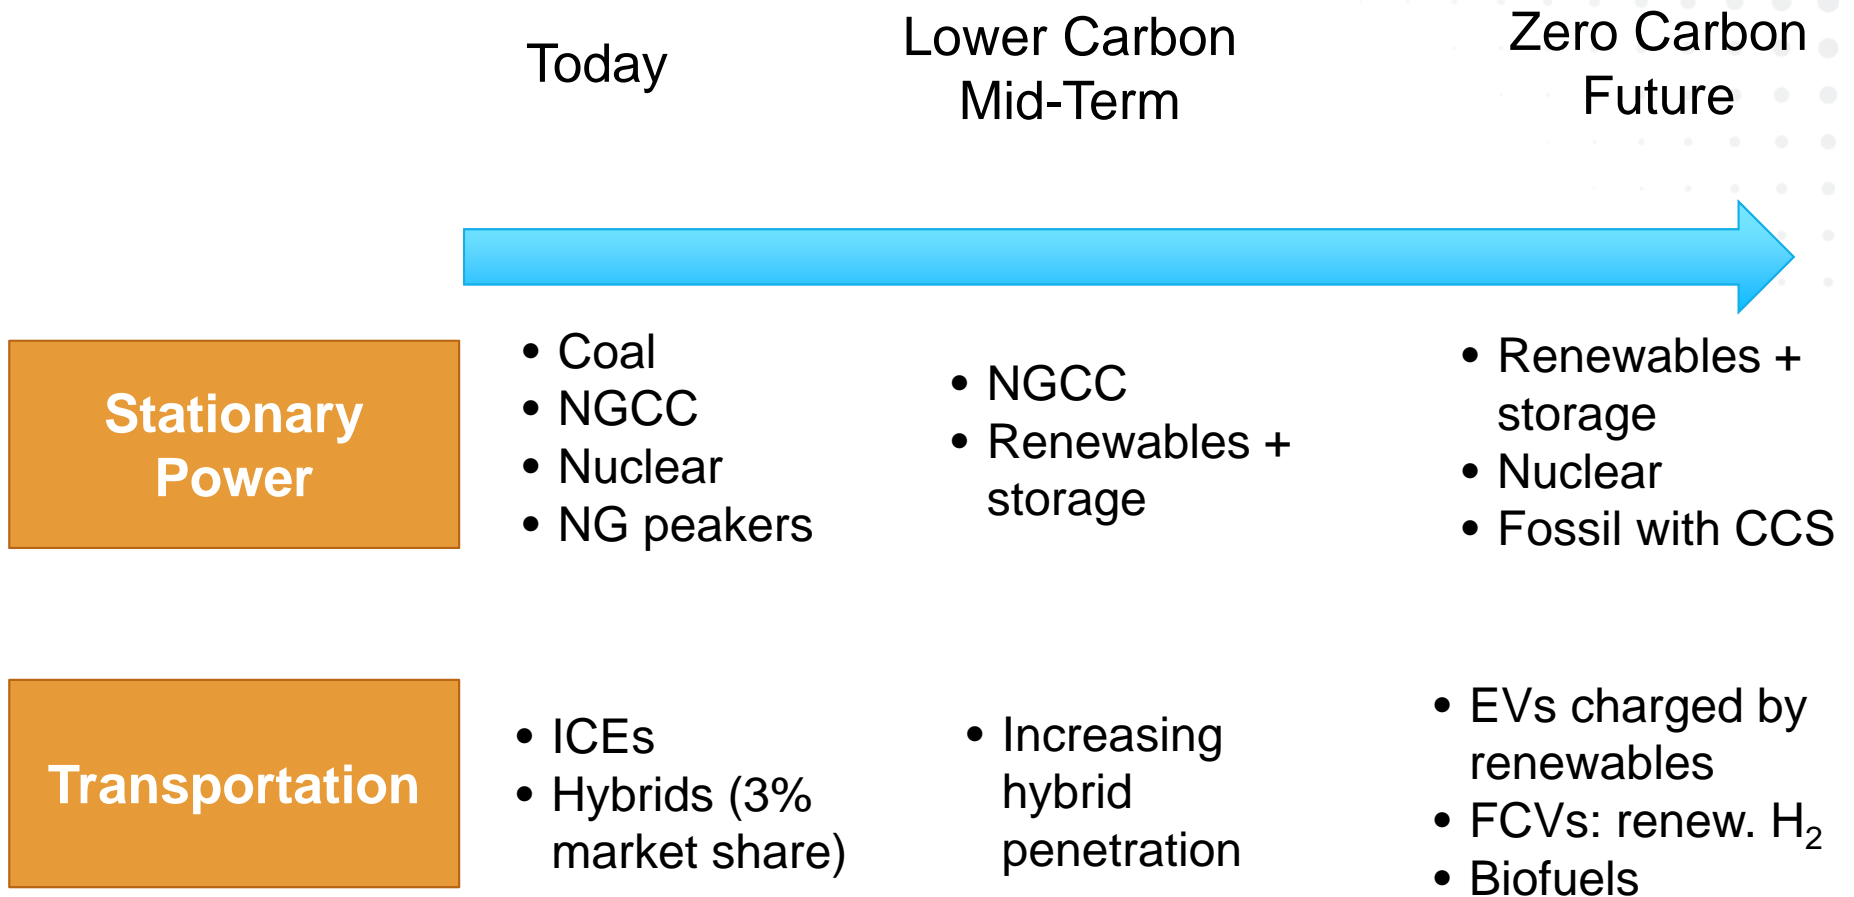 Today
Lower Carbon
Mid-Term
Zero Carbon
Future
Stationary
Power
• Coal
• NGCC
• Nuclear
• NG peakers
• NGCC
• Renewables +
storage
• Renewables +
storage
• Nuclear
• Fossil with CCS
Transportation
• ICEs
• Hybrids (3%
market share)
• Increasing
hybrid
penetration
• EVs charged by
renewables
• FCVs: renew. H₂
• Biofuels